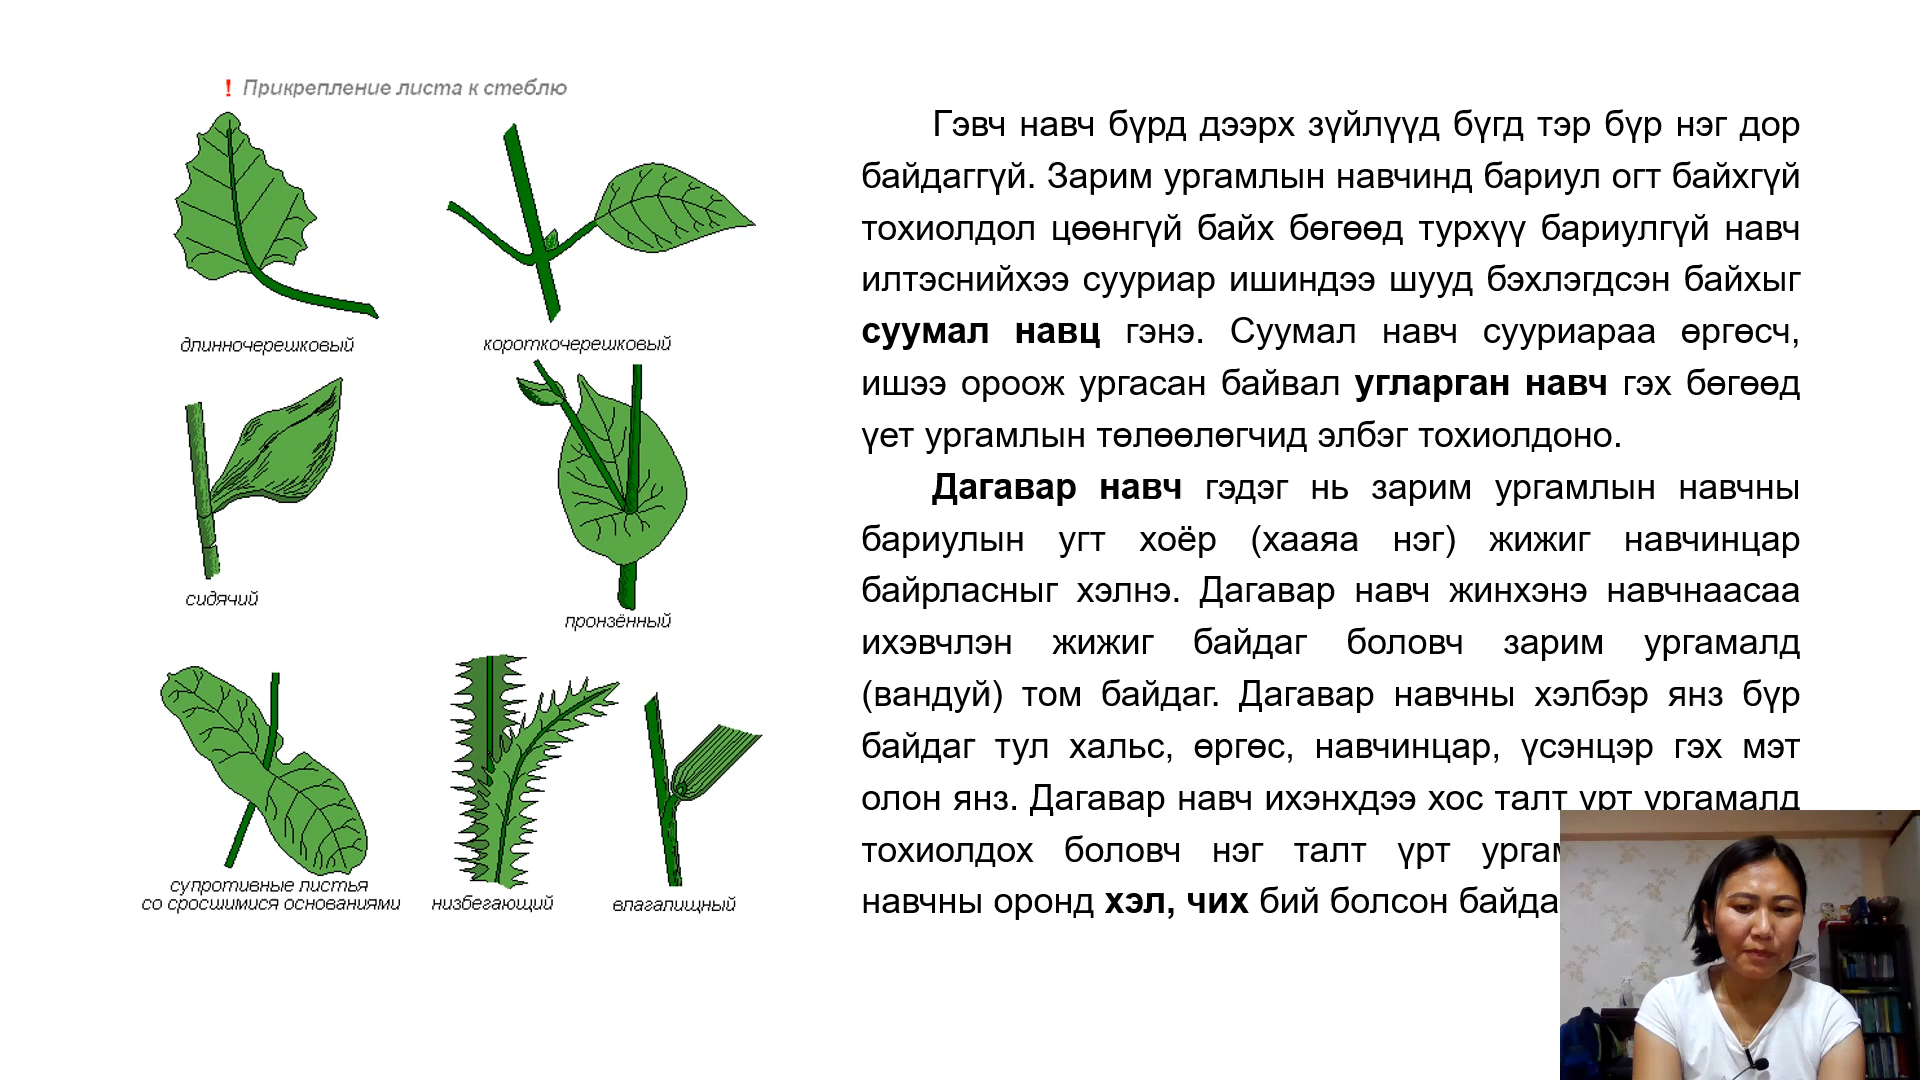 ! Прикрепление листа к стеблю
длинночерешковый
короткочерешковый
сидячий
пронзённый
супротивные листья
со сросшимися основаниями
низбегающий
влагалищный
Гэвч навч бүрд дээрх зүйлүүд бүгд тэр бүр нэг дор
байдаггүй. Зарим ургамлын навчинд бариул огт байхгүй
тохиолдол цөөнгүй байх бөгөөд турхүү бариулгүй навч
илтэснийхээ сууриар ишиндээ шууд бэхлэгдсэн байхыг
суумал навц гэнэ. Суумал навч сууриараа өргөсч,
ишээ ороож ургасан байвал угларган навч гэх бөгөөд
үет ургамлын төлөөлөгчид элбэг тохиолдоно.
Дагавар навч гэдэг нь зарим ургамлын навчны
бариулын угт хоёр (хааяа нэг) жижиг навчинцар
байрласныг хэлнэ. Дагавар навч жинхэнэ навчнаасаа
ихэвчлэн жижиг байдаг боловч зарим ургамалд
(вандуй) том байдаг. Дагавар навчны хэлбэр янз бүр
байдаг тул хальс, өргөс, навчинцар, үсэнцэр гэх мэт
олон янз. Дагавар навч ихэнхдээ хос талт үрт ургамалд
тохиолдох боловч нэг талт үрт
навчны оронд хэл, чих бий болсон